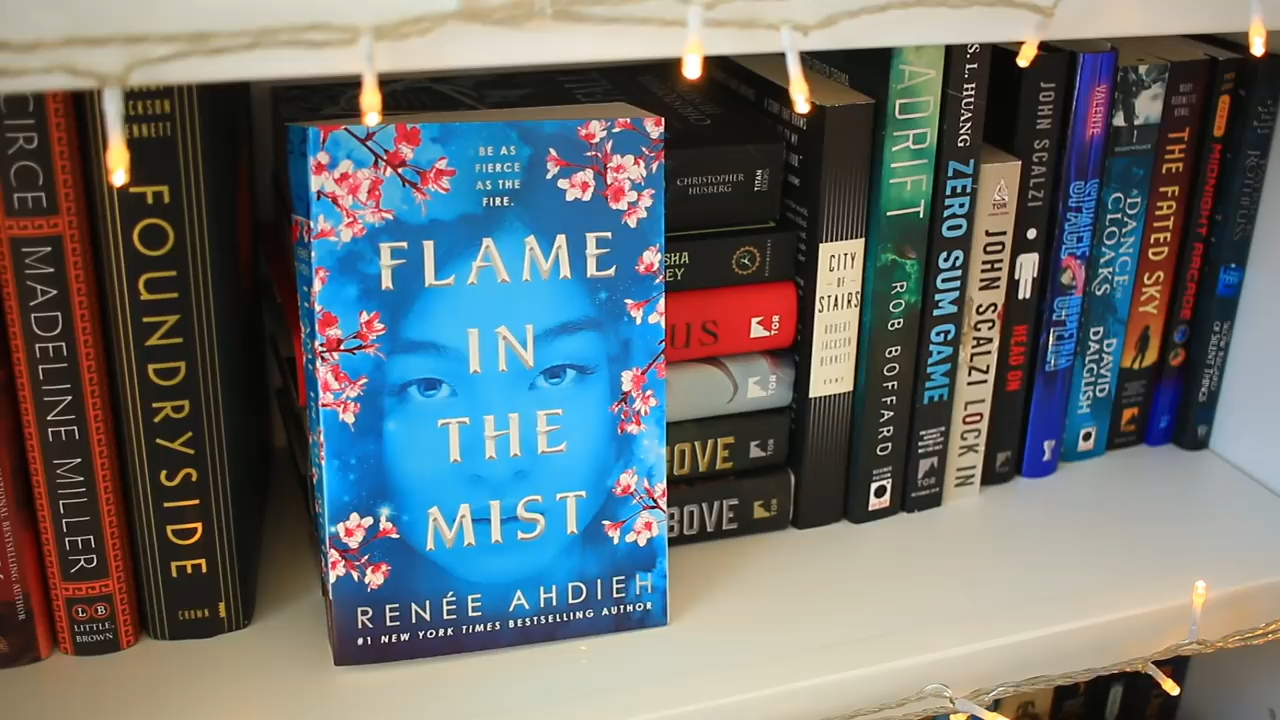 CIRCE
MADELINE MILLER
LITTLE,
BROWN
JACKSON
BENNETT
FOUNDRYSIDE
CROWN
BE AS
FIERCE
AS THE
FIRE.
FLAME
IN
THE
MIST
RENÉE AHDIEH
#1 NEW YORK TIMES BESTSELLING AUTHOR
CHRISTOPHER
HUSBERG
TITAN
BOOKS
TOR
TOR
TOR
TOR
CITY
OF
STAIRS
ROBERT
JACKSON
BENNETT
ADRIFT
ROB BOFFARD
S. L. HUANG
ZERO SUM GAME
TOR
TOR
JOHN SCALZI LOCK IN
JOHN SCALZI
HEAD ON
VALENTE
SPACE OPERA
A DANCE OF
CLOAKS
DAVID
DALGLISH
THE FATED SKY
MIDNIGHT ARCADE